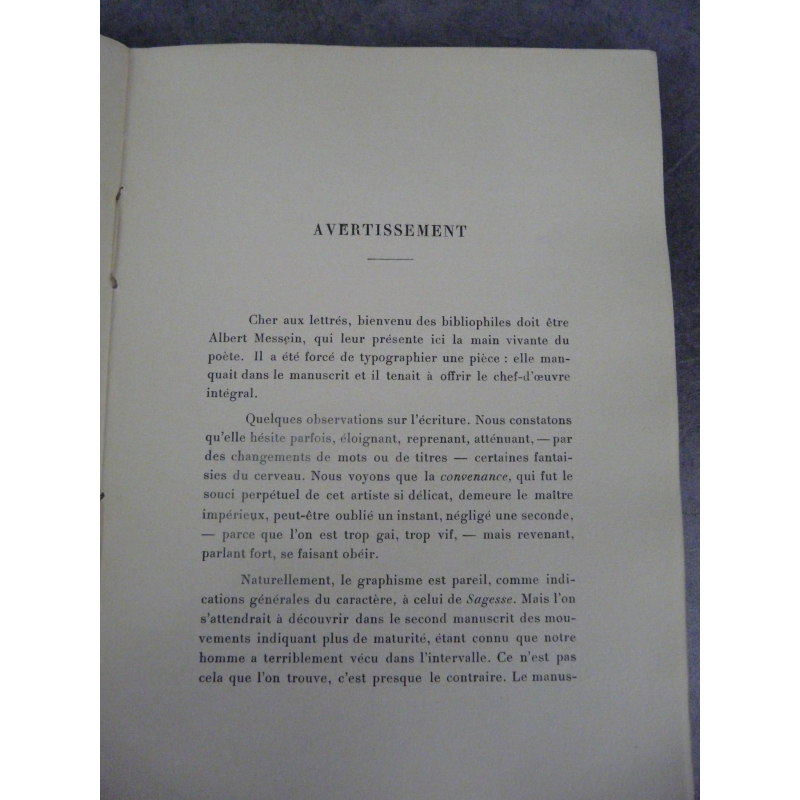 AVERTISSEMENT
Cher aux lettrés, bienvenu des bibliophiles doit être
Albert Messein, qui leur présente ici la main vivante du
poète. Il a été forcé de typographier une pièce : elle man-
quait dans le manuscrit et il tenait à offrir le chef-d'œuvre
intégral.
Quelques observations sur l'écriture. Nous constatons
qu'elle hésite parfois, éloignant, reprenant, atténuant, — par
des changements de mots ou de titres — certaines fantai-
sies du cerveau. Nous voyons que la convenance, qui fut le
souci perpétuel de cet artiste si délicat, demeure le maître
impérieux, peut-être oublié un instant, négligé une seconde,
— parce que l'on est trop gai, trop vif, — mais revenant,
parlant fort, se faisant obéir.
Naturellement, le graphisme est pareil, comme indi-
cations générales du caractère, à celui de Sagesse. Mais l'on
s'attendrait à découvrir dans le second manuscrit des mou-
vements indiquant plus de maturité, étant connu que notre
homme a terriblement vécu dans l'intervalle. Ce n'est pas
cela que l'on trouve, c'est presque le contraire. Le manus-